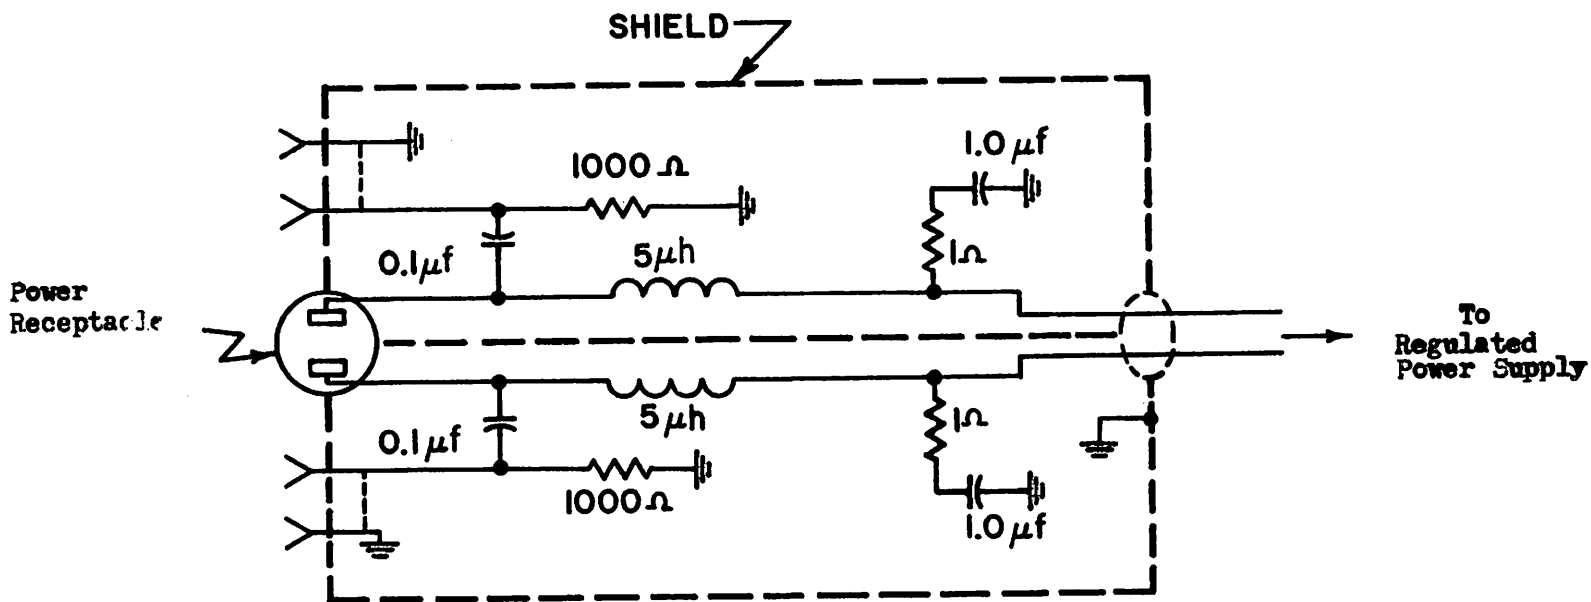 SHIELD
1.0 μf
1000 Ω
1Ω
5μh
0.1μf
Power
Receptacle
To
Regulated
Power Supply
5μh
1Ω
0.1μf
1000Ω
1.0 μf